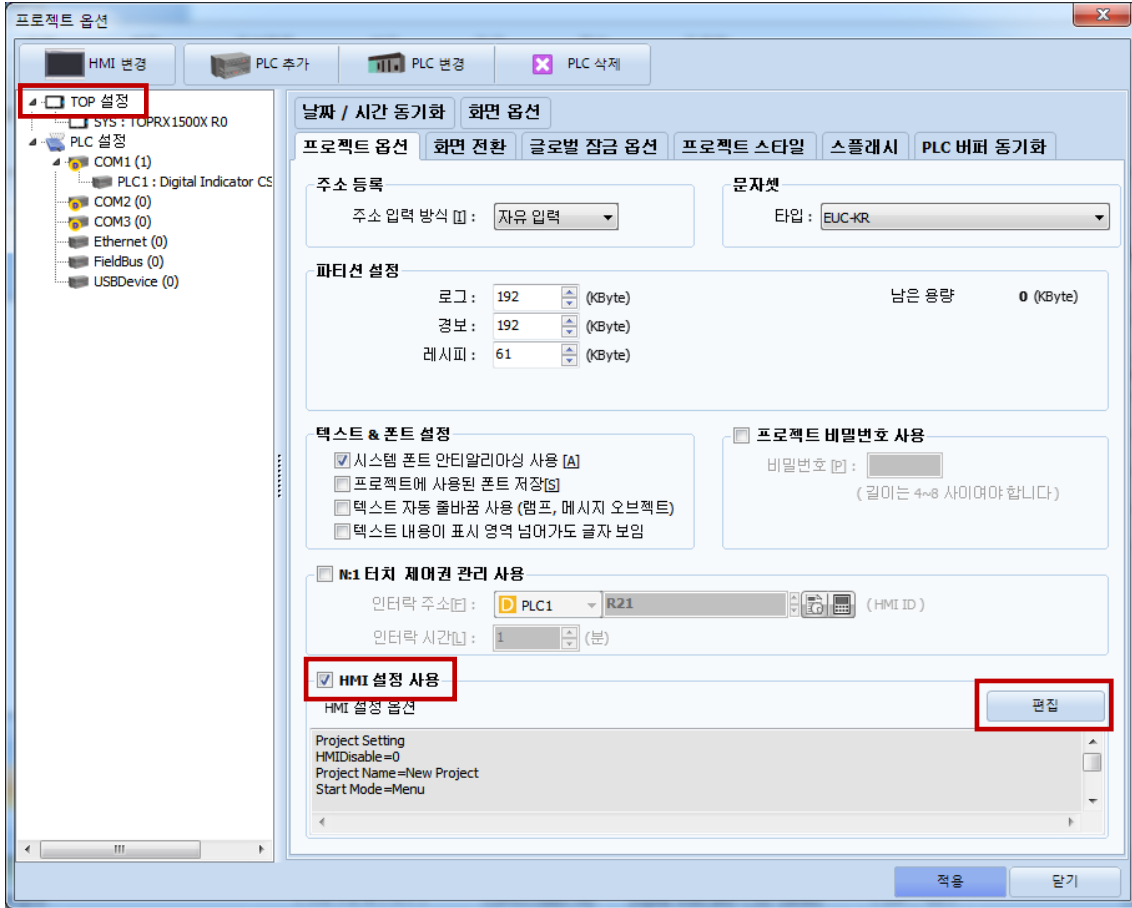 프로젝트 옵션
HMI 변경 PLC 추가 PLC 변경 PLC 삭제
TOP 설정
SYS : TOPRX1500X R0
PLC 설정
COM1 (1)
PLC1 : Digital Indicator CS
COM2 (0)
COM3 (0)
Ethernet (0)
FieldBus (0)
USBDevice (0)
날짜 / 시간 동기화 화면 옵션
프로젝트 옵션 화면 전환 글로벌 잠금 옵션 프로젝트 스타일 스플래시 PLC 버퍼 동기화
주소 등록
주소 입력 방식 [I] : 자유 입력
문자셋
타입 : EUC-KR
파티션 설정
로그 : 192 (KByte) 남은 용량 0 (KByte)
경보 : 192 (KByte)
레시피 : 61 (KByte)
텍스트 & 폰트 설정
시스템 폰트 안티알리아싱 사용 [A]
프로젝트에 사용된 폰트 저장[S]
텍스트 자동 줄바꿈 사용 (램프, 메시지 오브젝트)
텍스트 내용이 표시 영역 넘어가도 글자 보임
프로젝트 비밀번호 사용
비밀번호 [P] :
( 길이는 4~8 사이여야 합니다 )
N:1 터치 제어권 관리 사용
인터락 주소[F] : D PLC1 R21 ( HMI ID )
인터락 시간[L] : 1 (분)
HMI 설정 사용
HMI 설정 옵션 편집
Project Setting
HMIDisable=0
Project Name=New Project
Start Mode=Menu
적용 닫기